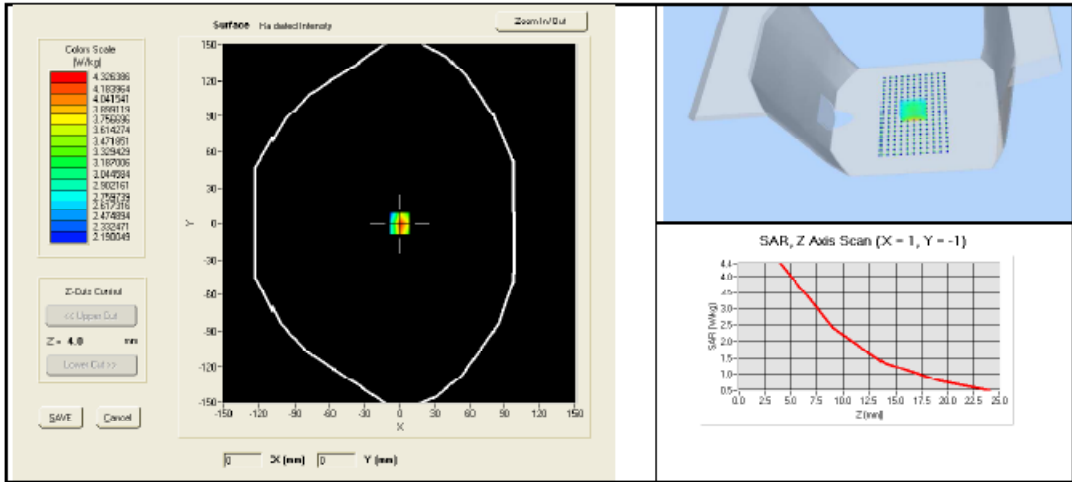 Surface Radiated Intensity
Zoom In/Out
Colors Scale
[W/kg]
4.326386
4.183964
4.041541
3.899119
3.756696
3.614274
3.471851
3.329429
3.187006
3.044584
2.902161
2.759739
2.617316
2.474894
2.332471
2.190049
Z-Cuts Control
<< Upper Cut
Z = 4.0 mm
Lower Cut >>
SAVE Cancel
150
120
90
60
30
0
-30
-60
-90
-120
-150
Y
-150 -120 -90 -60 -30 0 30 60 90 120 150
X
0 X (mm) 0 Y (mm)
SAR, Z Axis Scan (X = 1, Y = -1)
SAR [W/kg]
4.4
4.0
3.5
3.0
2.5
2.0
1.5
1.0
0.5
0.0 2.5 5.0 7.5 10.0 12.5 15.0 17.5 20.0 22.5 25.0
Z [mm]